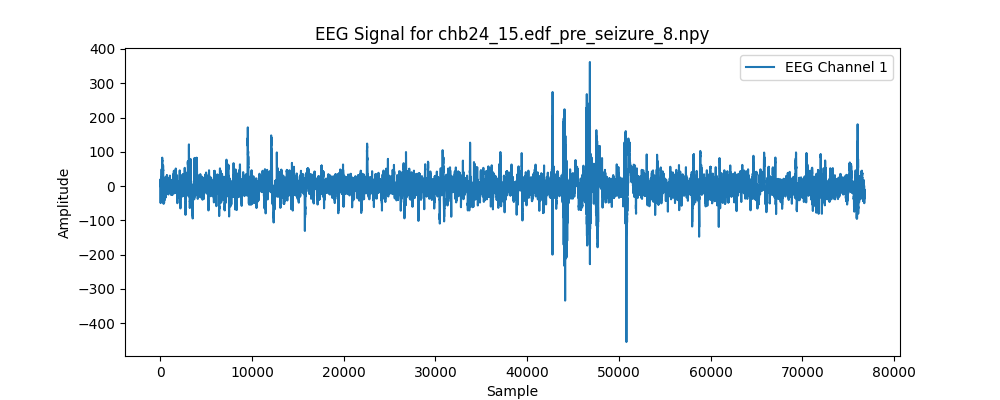 EEG Signal for chb24_15.edf_pre_seizure_8.npy
EEG Channel 1
Amplitude
400
300
200
100
0
−100
−200
−300
−400
0 10000 20000 30000 40000 50000 60000 70000 80000
Sample